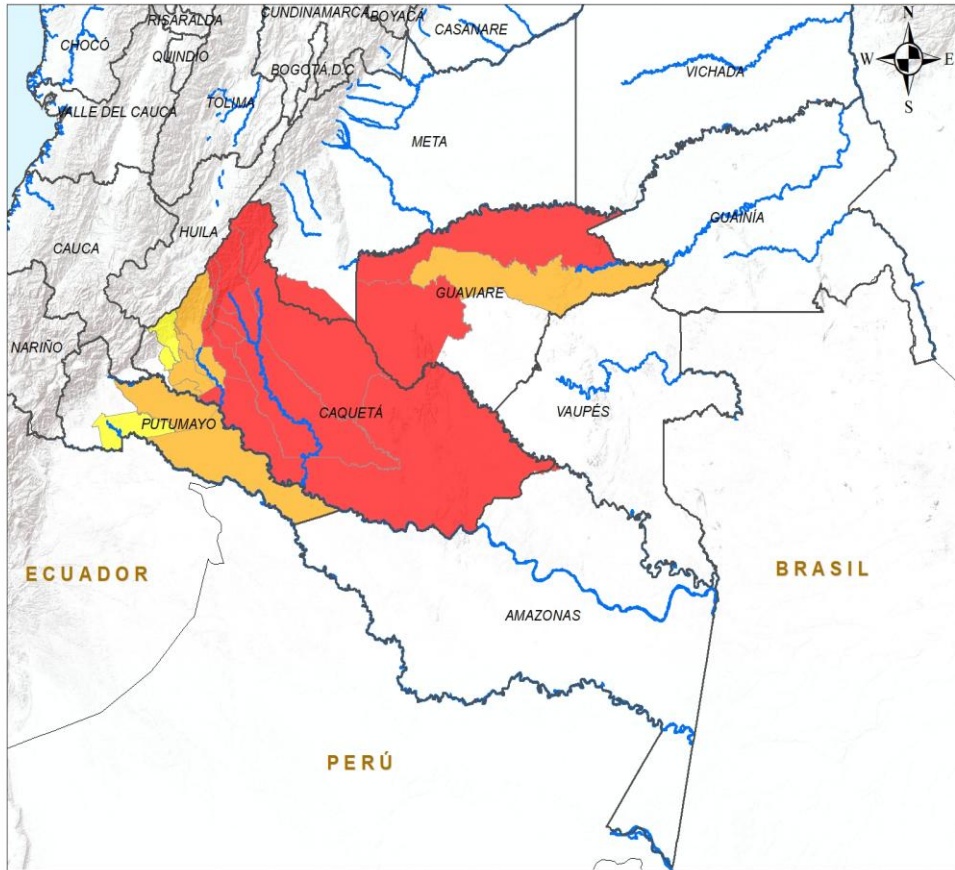 CUNDINAMARCA
BOYACÁ
RISARALDA
CASANARE
N
CHOCÓ
QUINDÍO
W
E
BOGOTÁ,D.C
VICHADA
TOLIMA
S
VALLE DEL CAUCA
META
GUAINÍA
HUILA
CAUCA
GUAVIARE
NARIÑO
VAUPÉS
CAQUETÁ
PUTUMAYO
ECUADOR
BRASIL
AMAZONAS
PERÚ